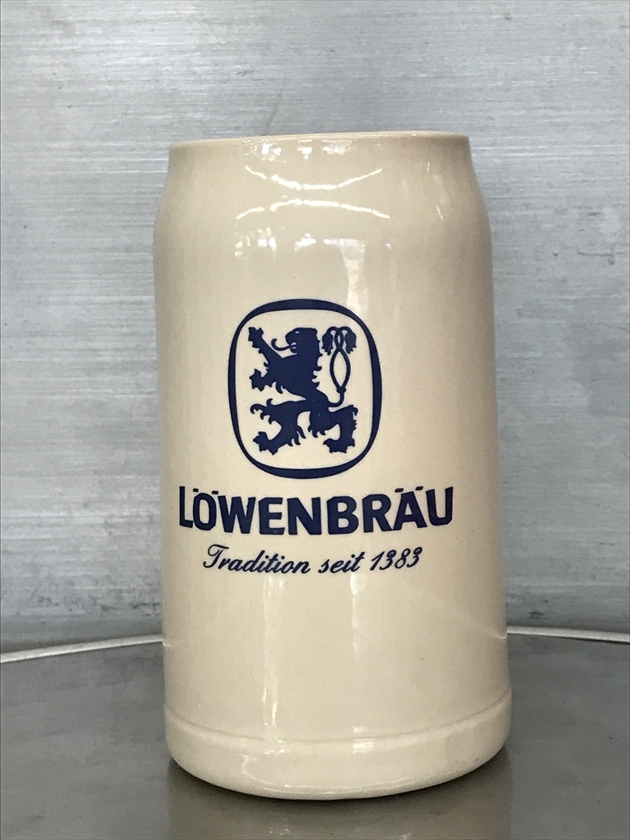 LÖWENBRÄU
Tradition seit 1383